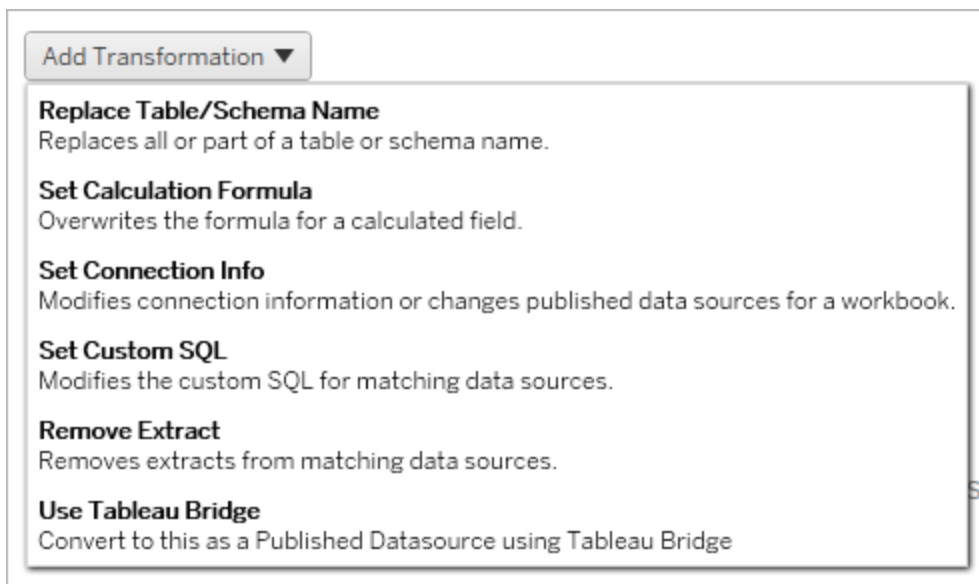 Add Transformation
Replace Table/Schema Name
Replaces all or part of a table or schema name.
Set Calculation Formula
Overwrites the formula for a calculated field.
Set Connection Info
Modifies connection information or changes published data sources for a workbook.
Set Custom SQL
Modifies the custom SQL for matching data sources.
Remove Extract
Removes extracts from matching data sources.
Use Tableau Bridge
Convert to this as a Published Datasource using Tableau Bridge